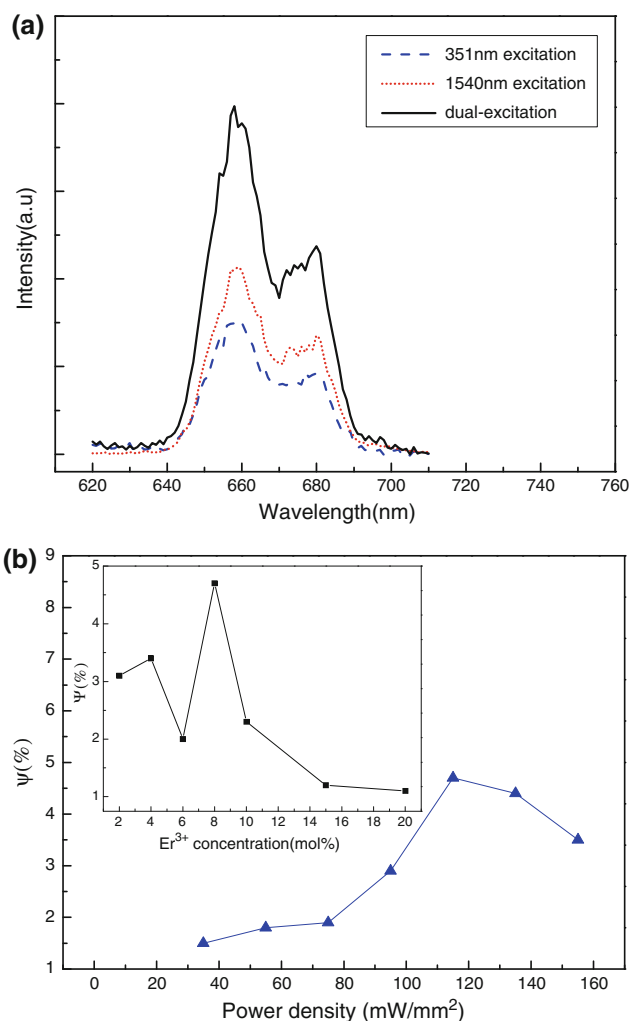 (a)
351nm excitation
1540nm excitation
dual-excitation
Intensity(a.u)
620 640 660 680 700 720 740 760
Wavelength(nm)
(b)
9
8
7
6
5
4
3
2
1
ψ(%)
5
4
3
2
1
Ψ(%)
2 4 6 8 10 12 14 16 18 20
Er³⁺ concentration(mol%)
0 20 40 60 80 100 120 140 160
Power density (mW/mm²)